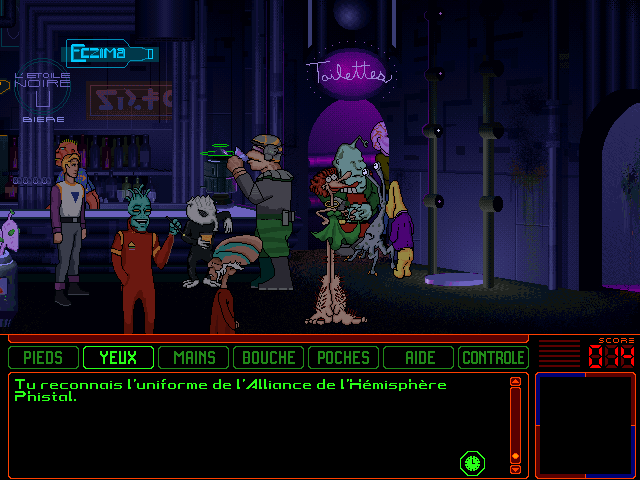 Eczima
L'ETOILE
NOIRE
BIERE
Toilettes
SCORE
014
PIEDS
YEUX
MAINS
BOUCHE
POCHES
AIDE
CONTROLE
Tu reconnais l'uniforme de l'Alliance de l'Hémisphère
Phistal.